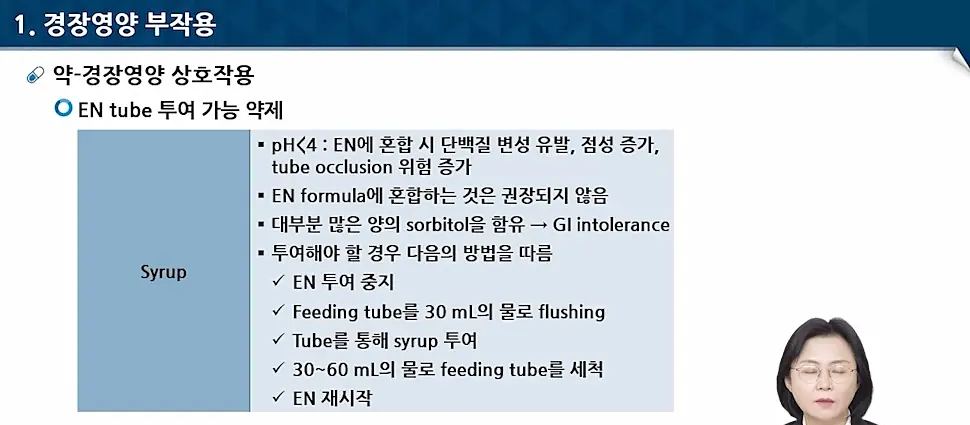 1. 경장영양 부작용
약-경장영양 상호작용
EN tube 투여 가능 약제
Syrup
▪ pH<4 : EN에 혼합 시 단백질 변성 유발, 점성 증가,
tube occlusion 위험 증가
▪ EN formula에 혼합하는 것은 권장되지 않음
▪ 대부분 많은 양의 sorbitol을 함유 → GI intolerance
▪ 투여해야 할 경우 다음의 방법을 따름
✓ EN 투여 중지
✓ Feeding tube를 30 mL의 물로 flushing
✓ Tube를 통해 syrup 투여
✓ 30~60 mL의 물로 feeding tube를 세척
✓ EN 재시작